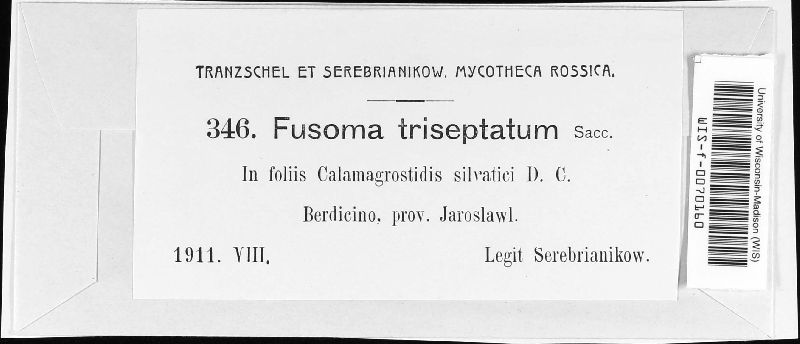 TRANZSCHEL ET SEREBRIANIKOW. MYCOTHECA ROSSICA.
346. Fusoma triseptatum Sacc.
In foliis Calamagrostidis silvatici D. C.
Berdicino, prov. Jaroslawl.
1911. VIII. Legit Serebrianikow.
University of Wisconsin-Madison (WIS)
WIS-f-0070160